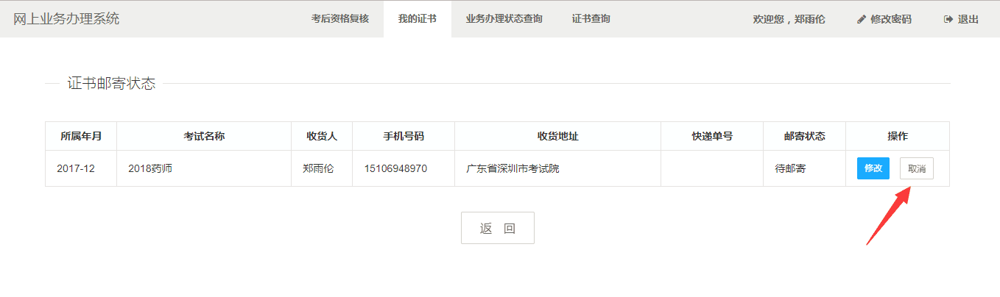 网上业务办理系统 考后资格复核 我的证书 业务办理状态查询 证书查询 欢迎您，郑雨伦 修改密码 退出
证书邮寄状态
所属年月 考试名称 收货人 手机号码 收货地址 快递单号 邮寄状态 操作
2017-12 2018药师 郑雨伦 15106948970 广东省深圳市考试院 待邮寄 修改 取消
返 回